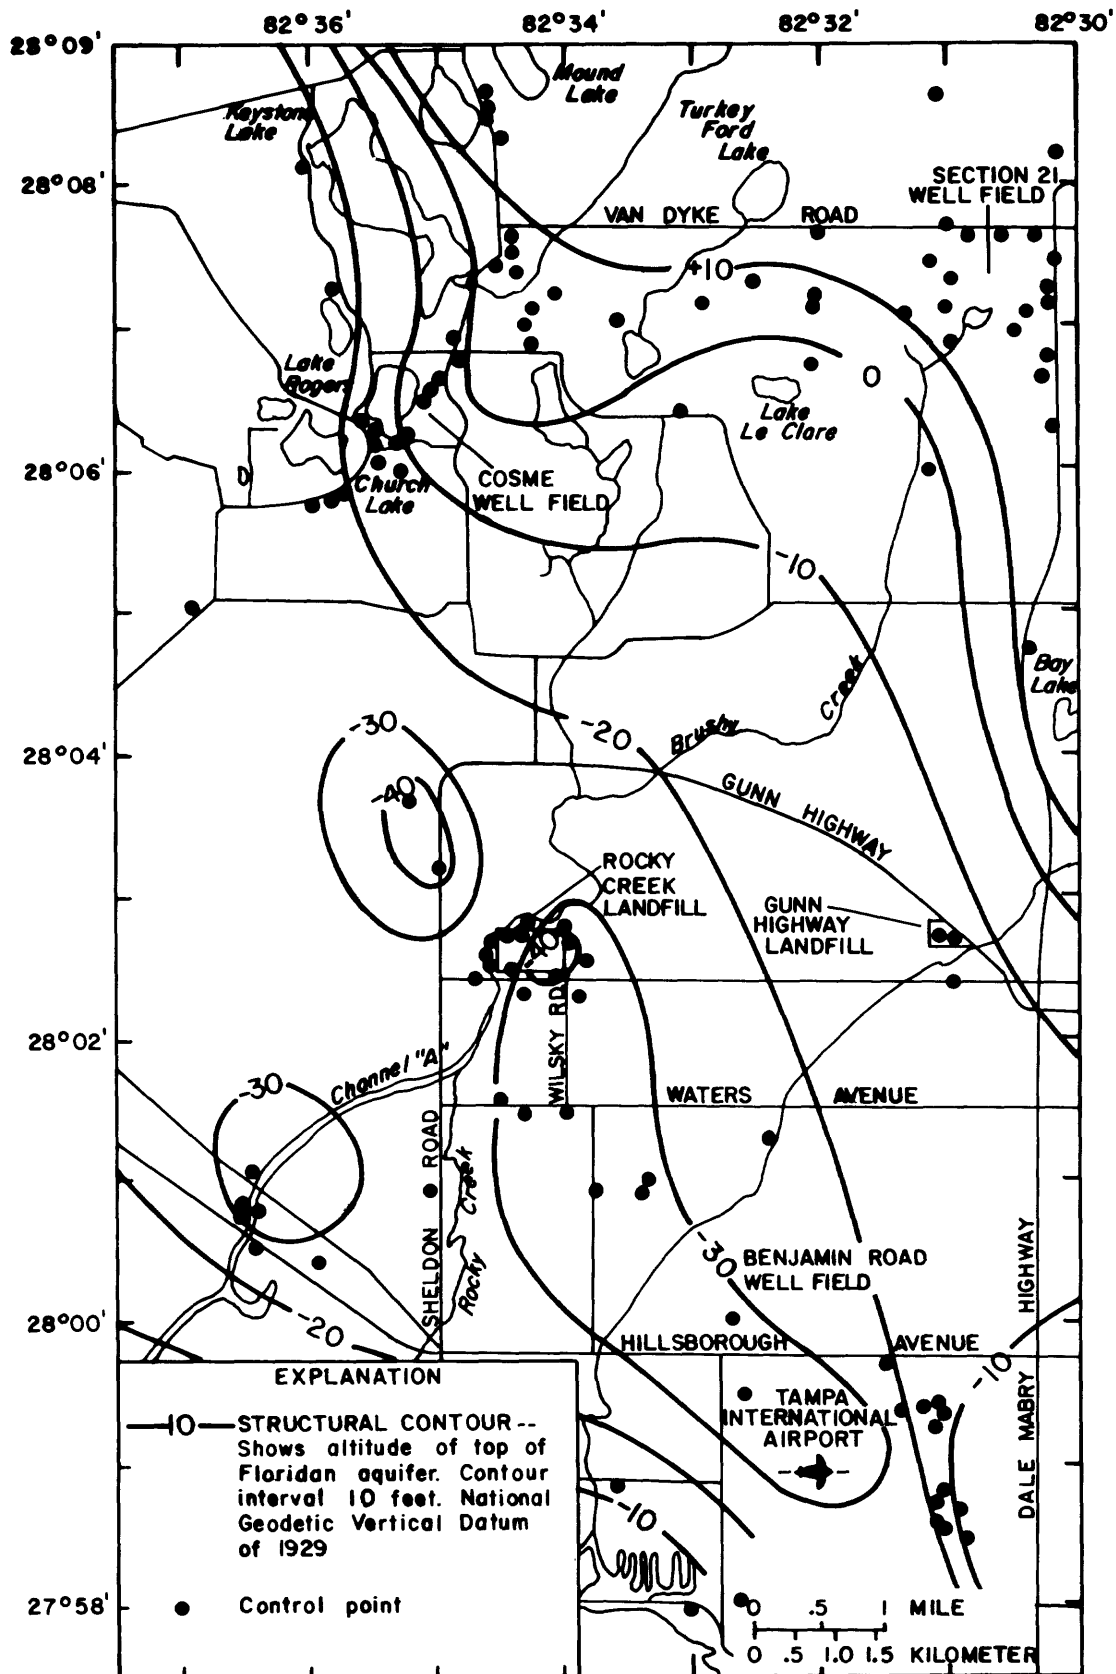 82°36' 82°34' 82°32' 82°30'
28°09'
Mound
Lake
Keystone
Lake
Turkey
Ford
Lake
28°08'
SECTION 21
WELL FIELD
VAN DYKE ROAD
+10
Lake
Rogers
0
Lake
Le Clare
28°06'
COSME
WELL FIELD
Church
Lake
-10
Bay
Lake
Creek
Brushy
-30
-20
28°04'
-40
GUNN HIGHWAY
ROCKY
CREEK
LANDFILL
GUNN
HIGHWAY
LANDFILL
-40
28°02'
WILSKY RD
Channel "A"
-30
WATERS AVENUE
SHELDON ROAD
Rocky Creek
-30
BENJAMIN ROAD
WELL FIELD
DALE MABRY HIGHWAY
28°00'
-20
HILLSBOROUGH AVENUE
-10
TAMPA
INTERNATIONAL
AIRPORT
-10
EXPLANATION
-10- STRUCTURAL CONTOUR--
Shows altitude of top of
Floridan aquifer. Contour
interval 10 feet. National
Geodetic Vertical Datum
of 1929
27°58'
Control point
0 .5 1 MILE
0 .5 1.0 1.5 KILOMETER